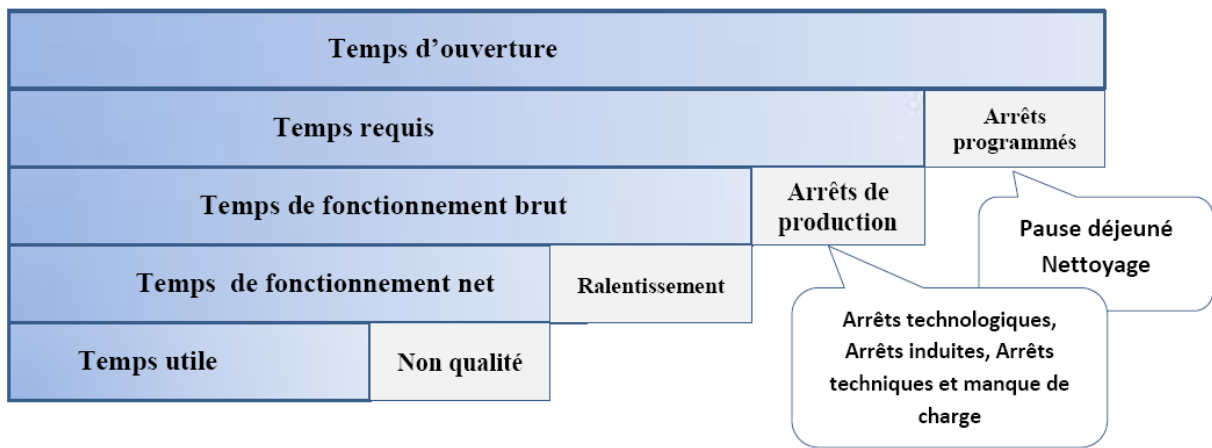 Temps d’ouverture
Temps requis
Arrêts
programmés
Temps de fonctionnement brut
Arrêts de
production
Pause déjeuné
Nettoyage
Temps  de fonctionnement net
Ralentissement
Arrêts technologiques,
Arrêts induites, Arrêts
techniques et manque de
charge
Temps utile
Non qualité